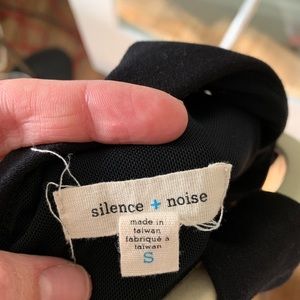 silence + noise
made in
taiwan
fabriqué a
taiwan
S